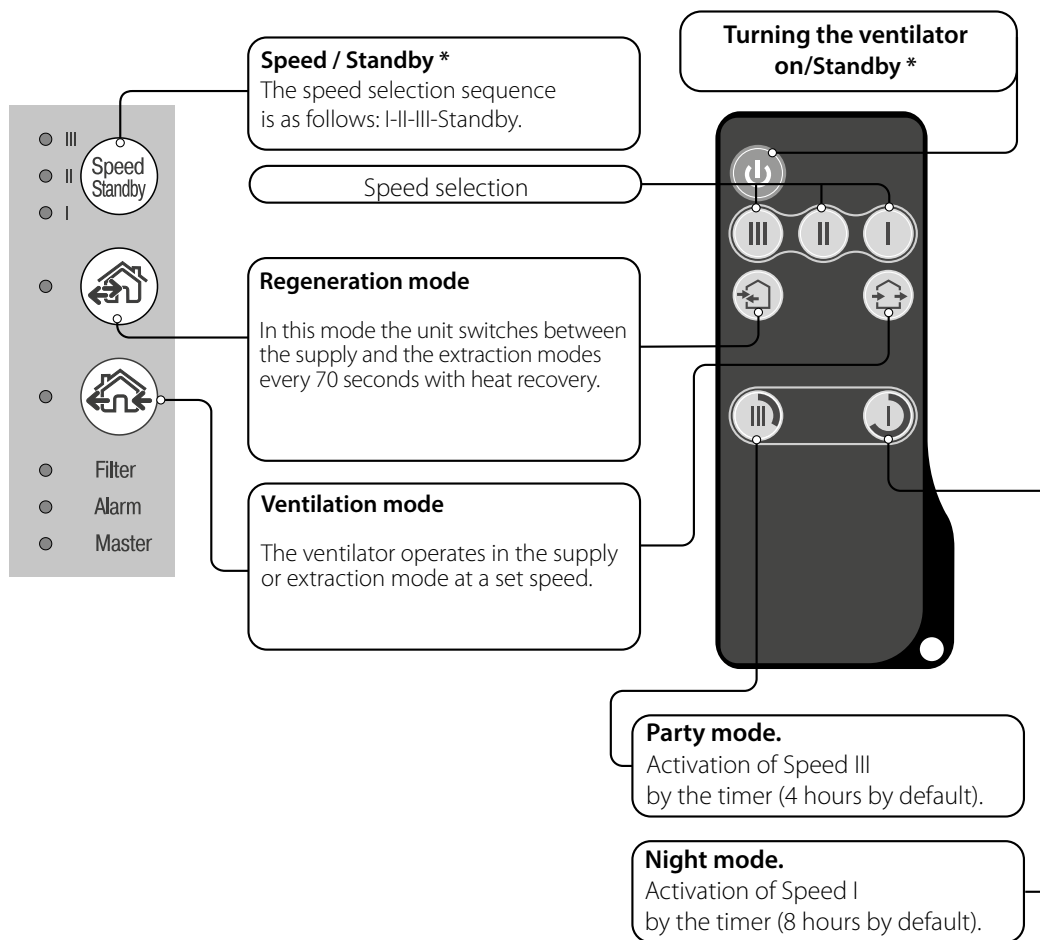 Speed / Standby *
The speed selection sequence
is as follows: I-II-III-Standby.
Turning the ventilator
on/Standby *
III
II
I
Speed
Standby
Speed selection
III
II
I
Regeneration mode
In this mode the unit switches between
the supply and the extraction modes
every 70 seconds with heat recovery.
III
I
Filter
Alarm
Master
Ventilation mode
The ventilator operates in the supply
or extraction mode at a set speed.
Party mode.
Activation of Speed III
by the timer (4 hours by default).
Night mode.
Activation of Speed I
by the timer (8 hours by default).